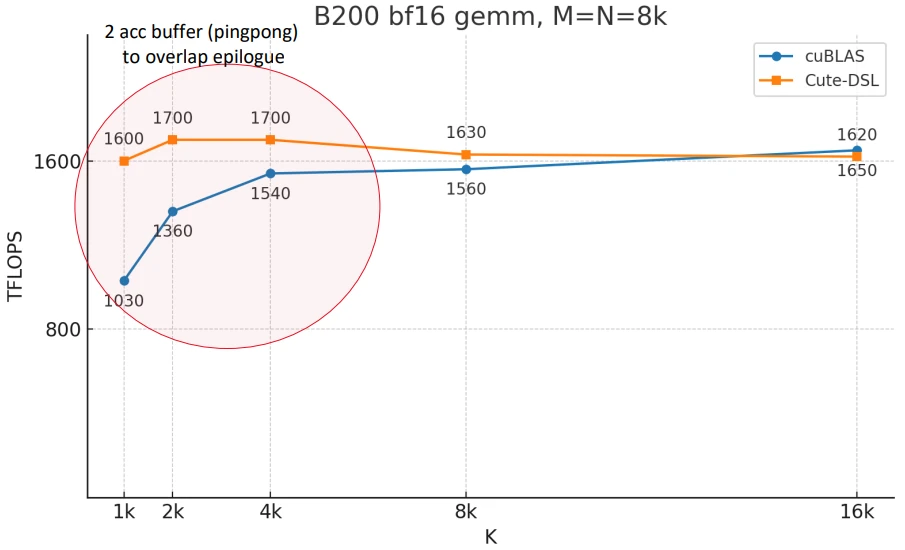 B200 bf16 gemm, M=N=8k
2 acc buffer (pingpong)
to overlap epilogue
cuBLAS
Cute-DSL
1600
1700
1700
1630
1620
1650
1560
1540
1360
1030
TFLOPS
1600
800
1k
2k
4k
8k
16k
K